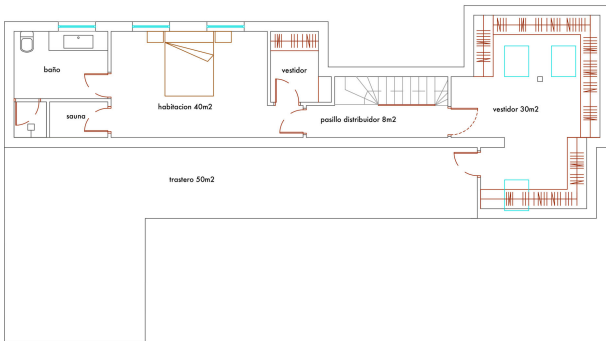 baño
vestidor
habitacion 40m2
vestidor 30m2
sauna
pasillo distribuidor 8m2
trastero 50m2